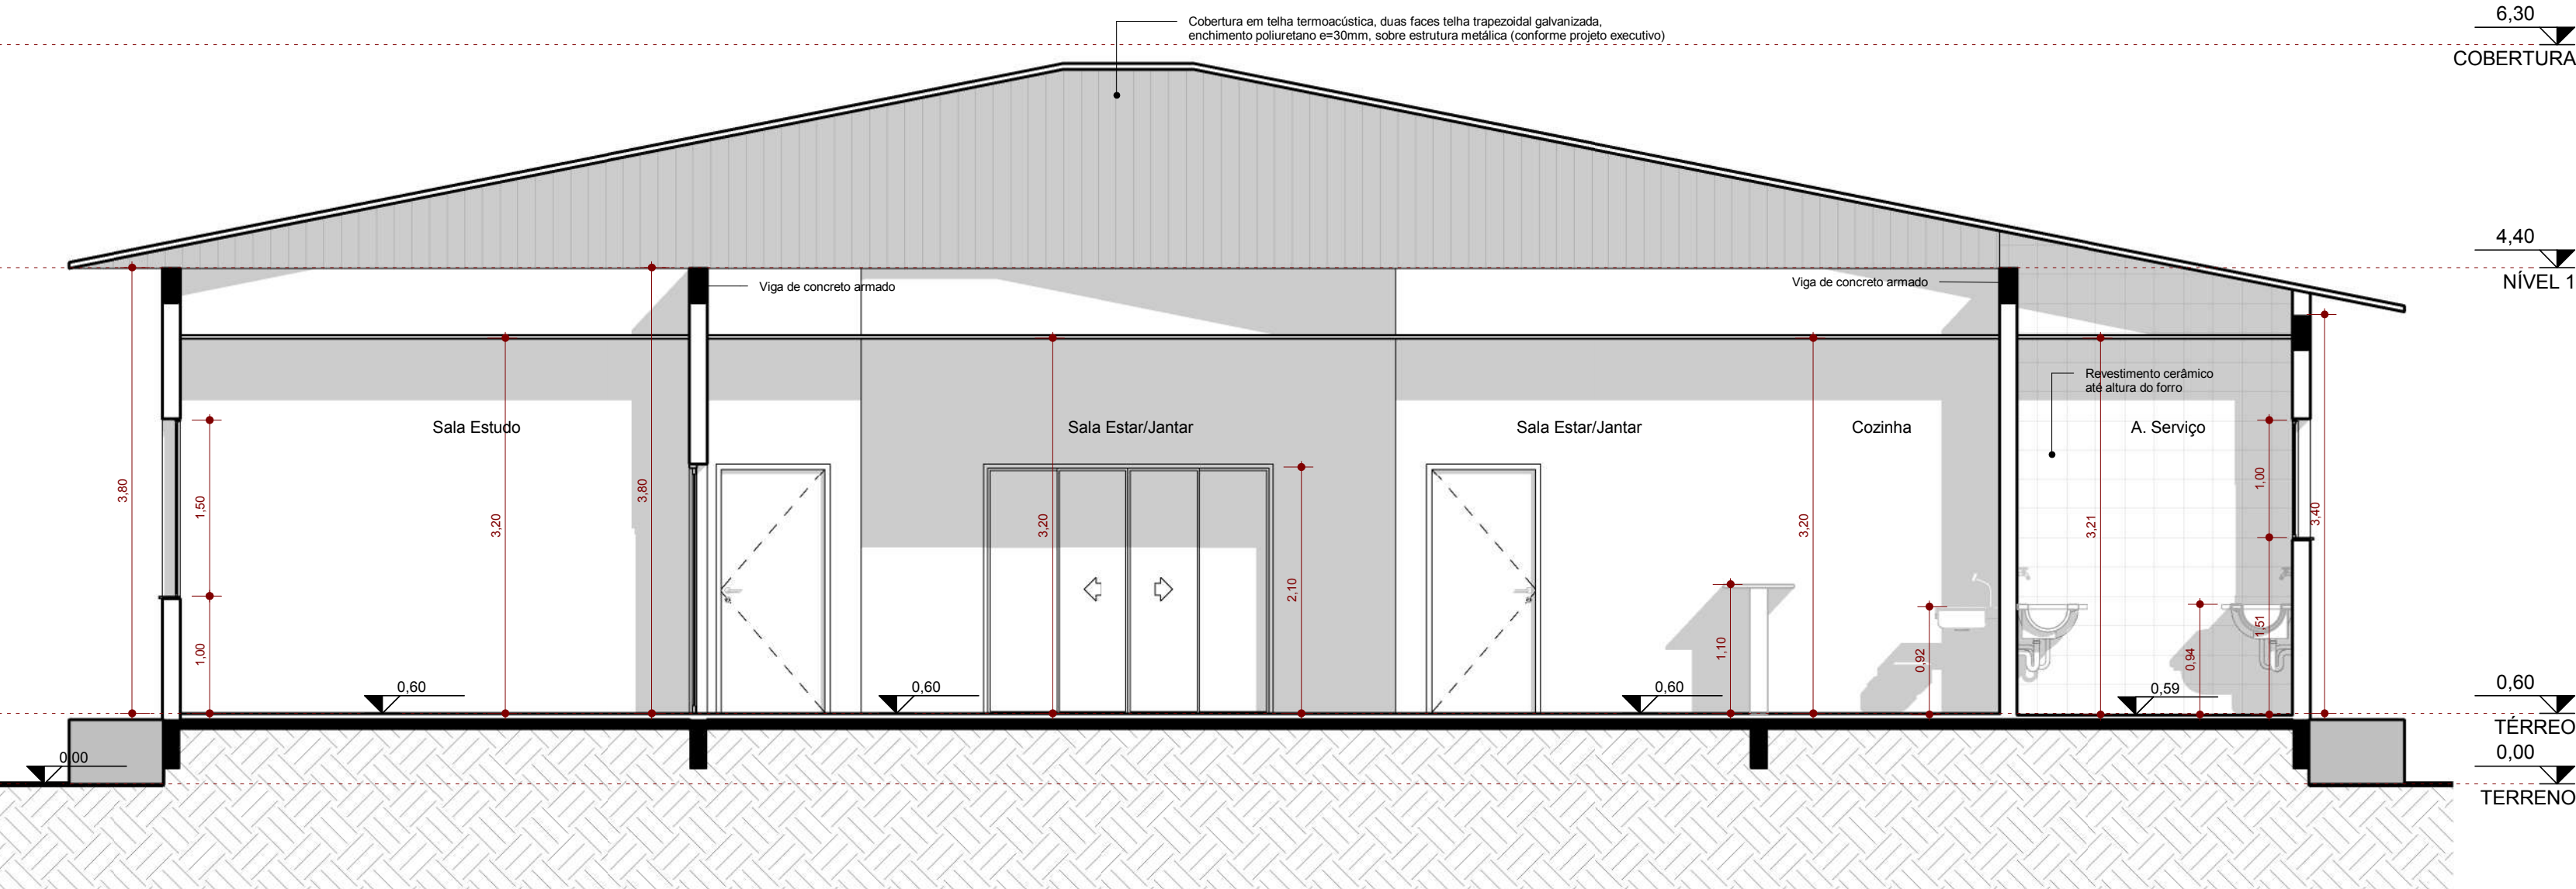 Cobertura em telha termoacústica, duas faces telha trapezoidal galvanizada,
enchimento poliuretano e=30mm, sobre estrutura metálica (conforme projeto executivo)
6,30
COBERTURA
4,40
NÍVEL 1
Viga de concreto armado
Viga de concreto armado
Revestimento cerâmico
até altura do forro
Sala Estudo
Sala Estar/Jantar
Sala Estar/Jantar
Cozinha
A. Serviço
3,80
1,50
1,00
3,20
3,80
3,20
2,10
1,10
3,20
0,92
3,21
0,94
1,00
1,51
3,40
0,60
0,60
0,60
0,59
0,60
TÉRREO
0,00
0,00
TERRENO